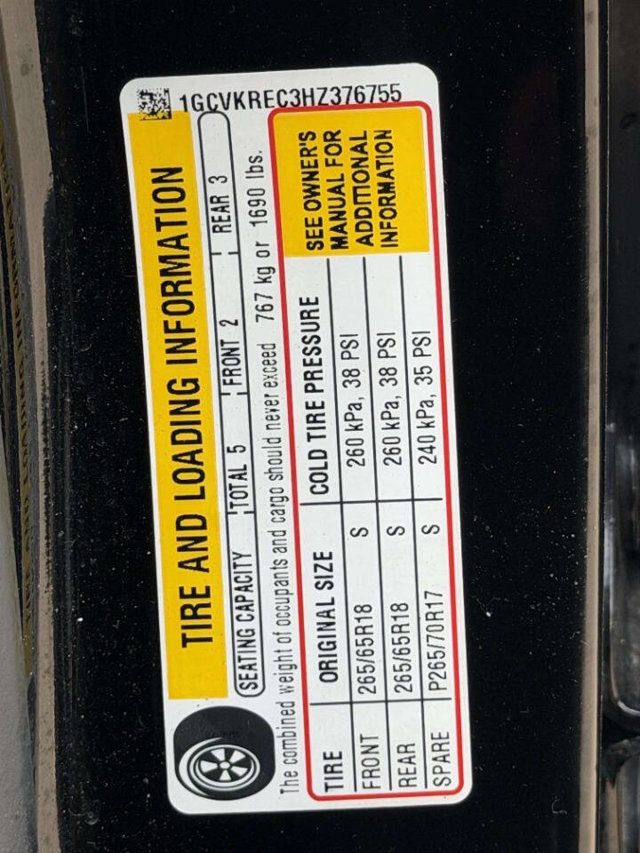 1GCVKREC3HZ376755
TIRE AND LOADING INFORMATION
SEATING CAPACITY TOTAL 5 FRONT 2 REAR 3
The combined weight of occupants and cargo should never exceed 767 kg or 1690 lbs.
TIRE ORIGINAL SIZE COLD TIRE PRESSURE
FRONT 265/65R18 S 260 kPa, 38 PSI
REAR 265/65R18 S 260 kPa, 38 PSI
SPARE P265/70R17 S 240 kPa, 35 PSI
SEE OWNER'S
MANUAL FOR
ADDITIONAL
INFORMATION